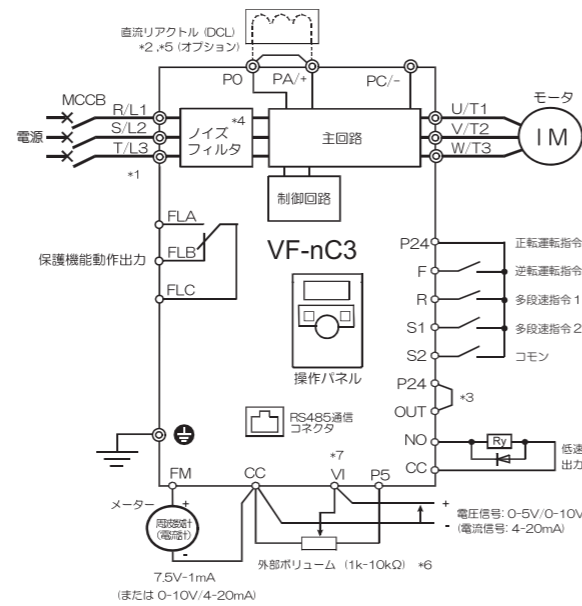 直流リアクトル (DCL)
*2 ,*5 (オプション)
PO PA/+ PC/-
MCCB
R/L1
S/L2
T/L3
電源
*1
*4
ノイズ
フィルタ
主回路
制御回路
U/T1
V/T2
W/T3
モータ
IM
FLA
FLB
FLC
保護機能動作出力
VF-nC3
操作パネル
RS485通信
コネクタ
P24 正転運転指令
F 逆転運転指令
R 多段速指令 1
S1 多段速指令 2
S2 コモン
P24
*3
OUT
NO Ry
CC
低速
出力
*7
FM CC VI P5
メーター
+
周波数計
(電流計)
-
+
-
電圧信号: 0-5V/0-10V
(電流信号: 4-20mA)
外部ボリューム (1k-10kΩ) *6
7.5V-1mA
(または 0-10V/4-20mA)